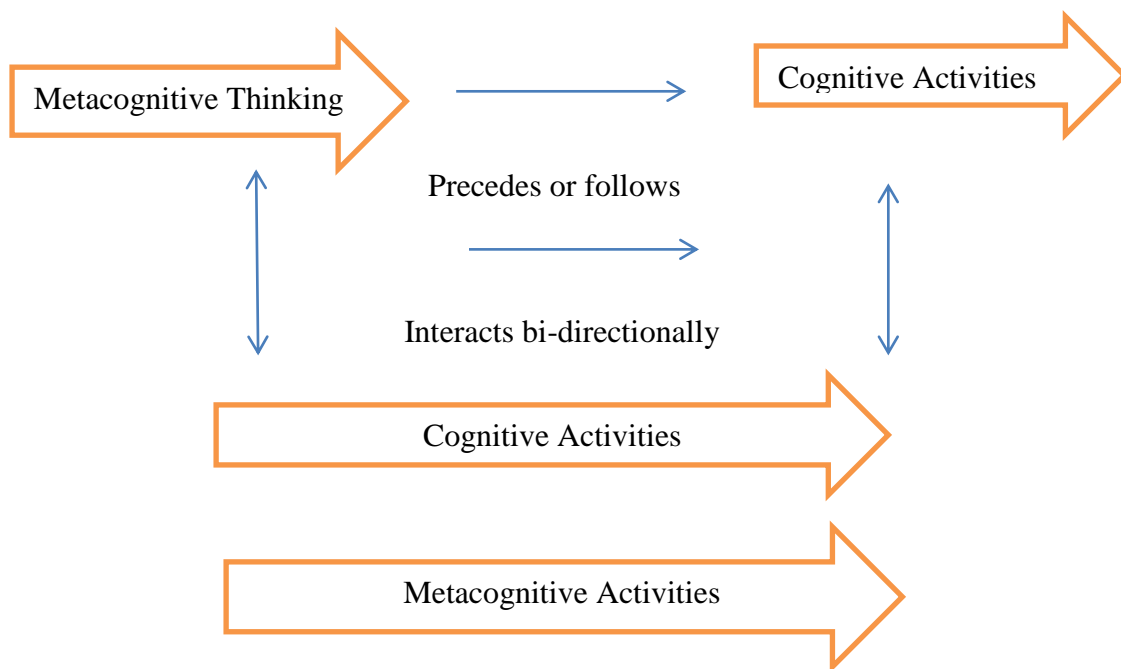 Metacognitive Thinking
Cognitive Activities
Precedes or follows
Interacts bi-directionally
Cognitive Activities
Metacognitive Activities